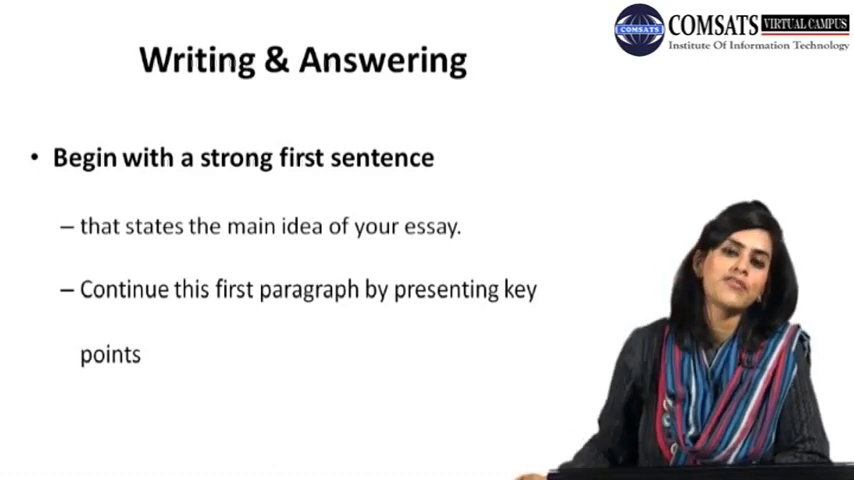 COMSATS VIRTUAL CAMPUS
Institute Of Information Technology
COMSATS
Writing & Answering
• Begin with a strong first sentence
– that states the main idea of your essay.
– Continue this first paragraph by presenting key
points